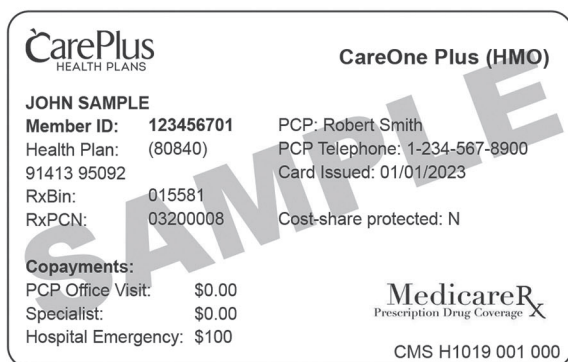 CarePlus
HEALTH PLANS
CareOne Plus (HMO)
JOHN SAMPLE
Member ID: 123456701
Health Plan: (80840)
91413 95092
RxBin: 015581
RxPCN: 03200008
PCP: Robert Smith
PCP Telephone: 1-234-567-8900
Card Issued: 01/01/2023
Cost-share protected: N
Copayments:
PCP Office Visit: $0.00
Specialist: $0.00
Hospital Emergency: $100
MedicareRx
Prescription Drug Coverage
CMS H1019 001 000
SAMPLE